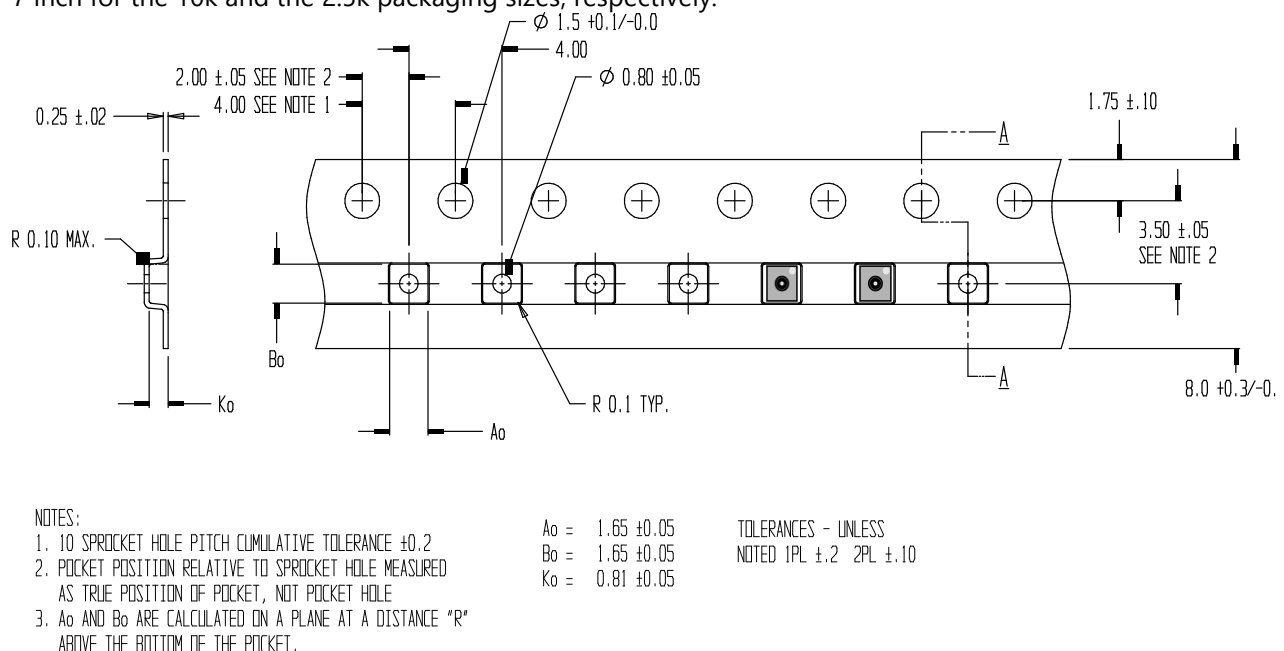 7 inch for the 10k and the 2.5k packaging sizes, respectively.
Ø 1.5 +0.1/-0.0
4.00
2.00 ±.05 SEE NOTE 2
Ø 0.80 ±0.05
4.00 SEE NOTE 1
1.75 ±.10
0.25 ±.02
A
R 0.10 MAX.
3.50 ±.05
SEE NOTE 2
Bo
A
8.0 +0.3/-0.
Ko
R 0.1 TYP.
Ao
NOTES:
1. 10 SPROCKET HOLE PITCH CUMULATIVE TOLERANCE ±0.2
2. POCKET POSITION RELATIVE TO SPROCKET HOLE MEASURED
AS TRUE POSITION OF POCKET, NOT POCKET HOLE
3. Ao AND Bo ARE CALCULATED ON A PLANE AT A DISTANCE "R"
ABOVE THE BOTTOM OF THE POCKET.
Ao = 1.65 ±0.05
Bo = 1.65 ±0.05
Ko = 0.81 ±0.05
TOLERANCES - UNLESS
NOTED 1PL ±.2 2PL ±.10